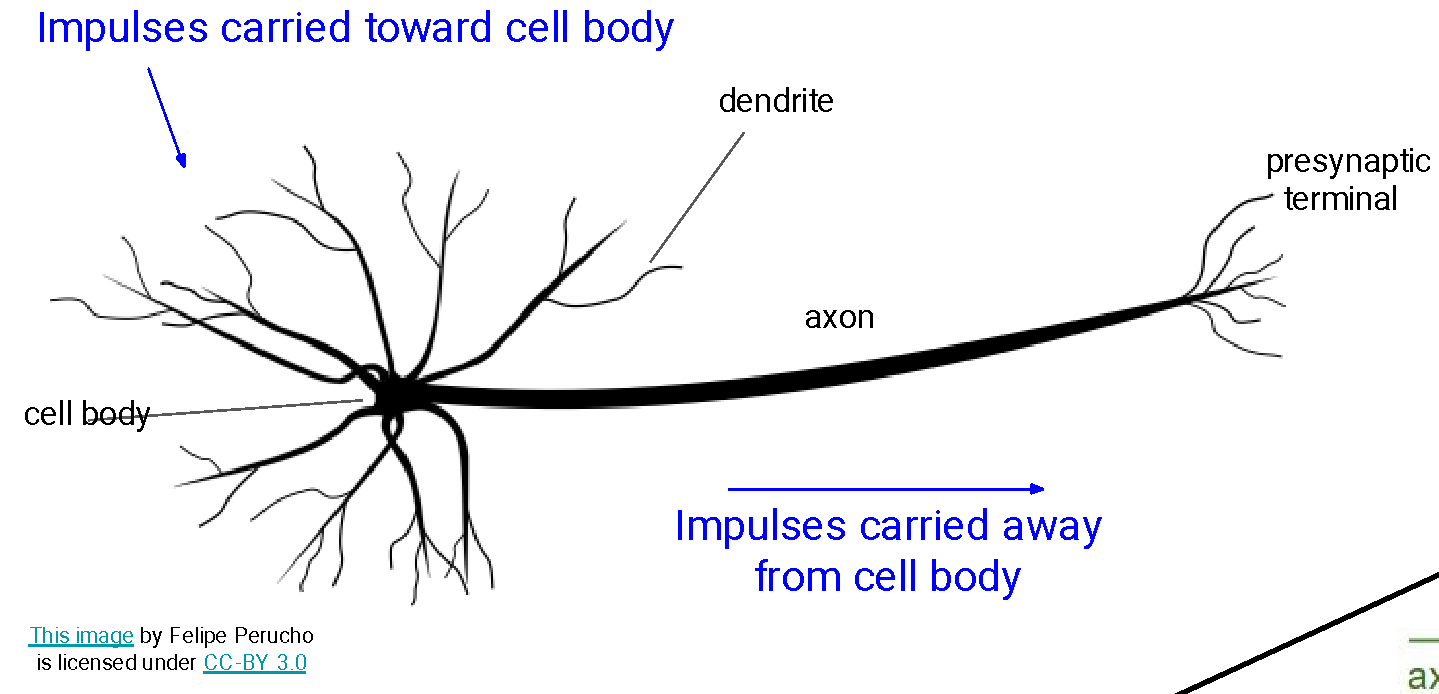 Impulses carried toward cell body
dendrite
presynaptic
terminal
axon
cell body
Impulses carried away
from cell body
This image by Felipe Perucho
is licensed under CC-BY 3.0